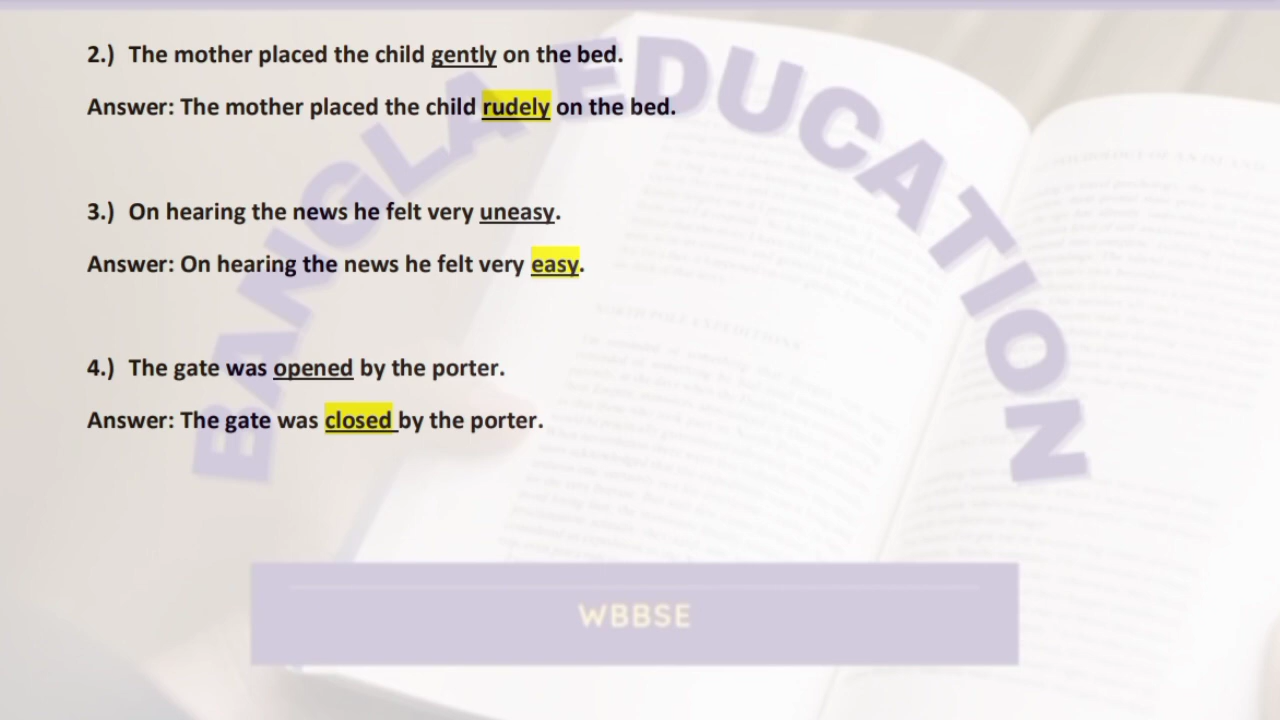 2.) The mother placed the child gently on the bed.
Answer: The mother placed the child rudely on the bed.
3.) On hearing the news he felt very uneasy.
Answer: On hearing the news he felt very easy.
4.) The gate was opened by the porter.
Answer: The gate was closed by the porter.
BANGLA EDUCATION
WBBSE